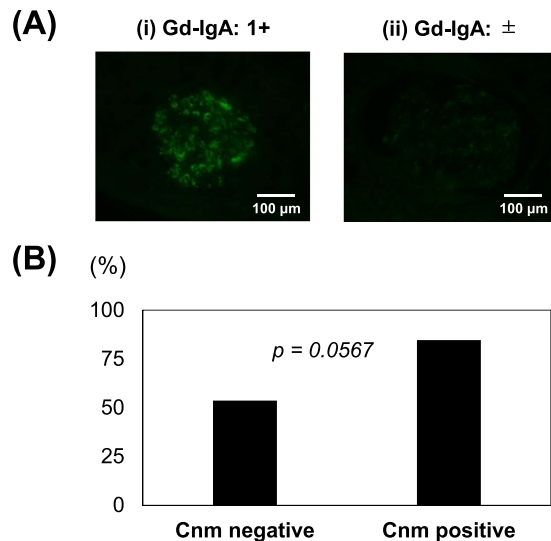 (A)
(i) Gd-IgA: 1+
(ii) Gd-IgA: ±
100 µm
100 µm
(B)
(%)
100
75
50
25
0
p = 0.0567
Cnm negative
Cnm positive